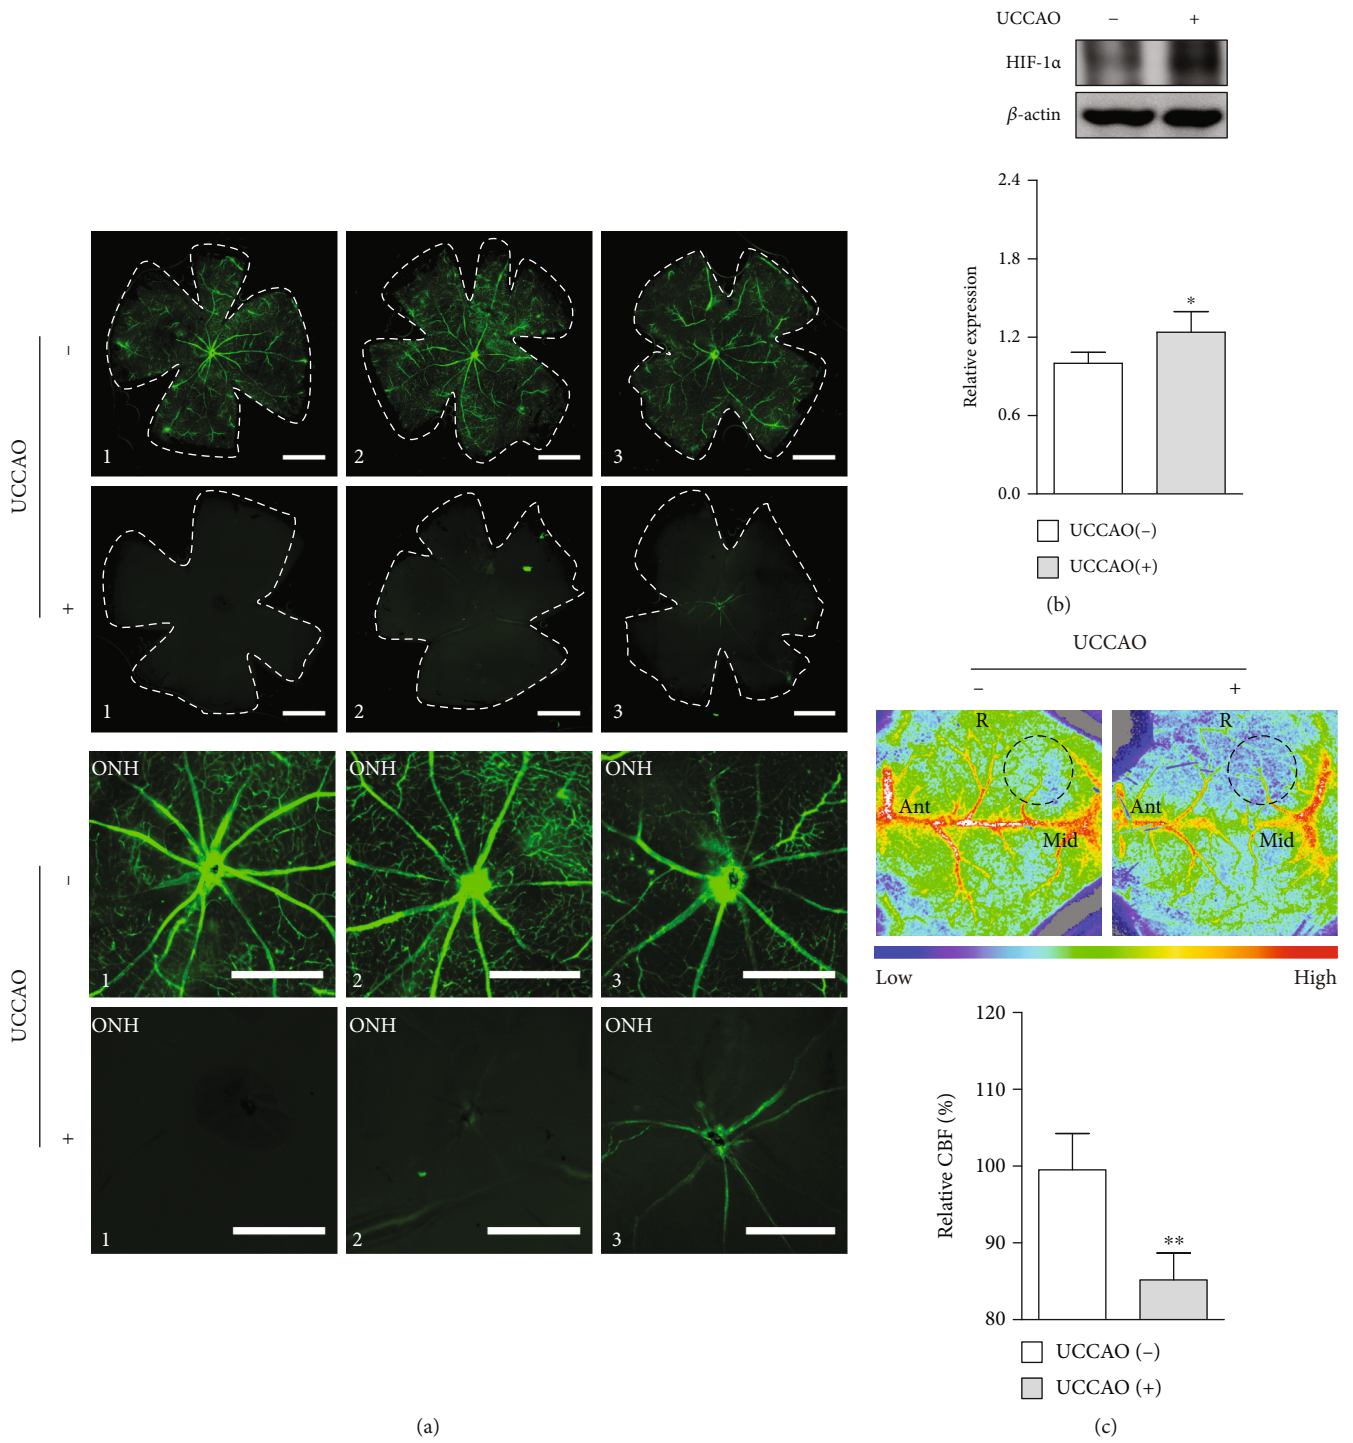 UCCAO
−
+
1
2
3
1
2
3
UCCAO
−
+
ONH
ONH
ONH
1
2
3
ONH
ONH
ONH
1
2
3
(a)
UCCAO − +
HIF-1α
β-actin
Relative expression
2.4
1.8
1.2
0.6
0.0
*
UCCAO(−)
UCCAO(+)
(b)
UCCAO
− +
R
Ant
Mid
R
Ant
Mid
Low High
Relative CBF (%)
120
110
100
90
80
**
UCCAO (−)
UCCAO (+)
(c)